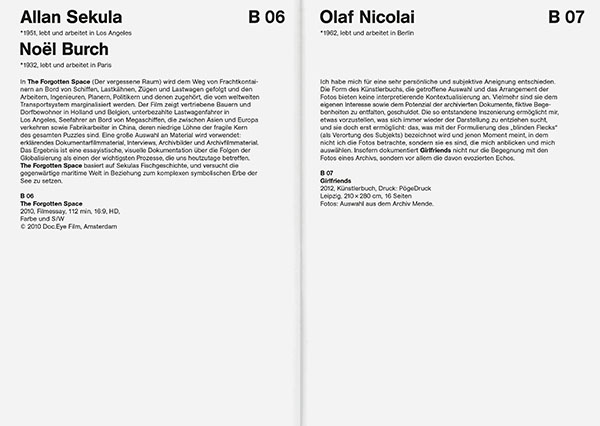 Allan Sekula B 06
*1951, lebt und arbeitet in Los Angeles
Noël Burch
*1932, lebt und arbeitet in Paris
In The Forgotten Space (Der vergessene Raum) wird dem Weg von Frachtkontai-
nern an Bord von Schiffen, Lastkähnen, Zügen und Lastwagen gefolgt und den
Arbeitern, Ingenieuren, Planern, Politikern und denen zugehört, die vom weltweiten
Transportsystem marginalisiert werden. Der Film zeigt vertriebene Bauern und
Dorfbewohner in Holland und Belgien, unterbezahlte Lastwagenfahrer in
Los Angeles, Seefahrer an Bord von Megaschiffen, die zwischen Asien und Europa
verkehren sowie Fabrikarbeiter in China, deren niedrige Löhne der fragile Kern
des gesamten Puzzles sind. Eine große Auswahl an Material wird verwendet:
erklärendes Dokumentarfilmmaterial, Interviews, Archivbilder und Archivfilmmaterial.
Das Ergebnis ist eine essayistische, visuelle Dokumentation über die Folgen der
Globalisierung als einen der wichtigsten Prozesse, die uns heutzutage betreffen.
The Forgotten Space basiert auf Sekulas Fischgeschichte, und versucht die
gegenwärtige maritime Welt in Beziehung zum komplexen symbolischen Erbe der
See zu setzen.
B 06
The Forgotten Space
2010, Filmessay, 112 min, 16:9, HD,
Farbe und S/W
© 2010 Doc.Eye Film, Amsterdam
Olaf Nicolai B 07
*1962, lebt und arbeitet in Berlin
Ich habe mich für eine sehr persönliche und subjektive Aneignung entschieden.
Die Form des Künstlerbuchs, die getroffene Auswahl und das Arrangement der
Fotos bieten keine interpretierende Kontextualisierung an. Vielmehr sind sie dem
eigenen Interesse sowie dem Potenzial der archivierten Dokumente, fiktive Bege-
benheiten zu entfalten, geschuldet. Die so entstandene Inszenierung ermöglicht mir,
etwas vorzustellen, was sich immer wieder der Darstellung zu entziehen sucht,
und sie doch erst ermöglicht: das, was mit der Formulierung des „blinden Flecks“
(als Verortung des Subjekts) bezeichnet wird und jenen Moment meint, in dem
nicht ich die Fotos betrachte, sondern sie es sind, die mich anblicken und mich
auswählen. Insofern dokumentiert Girlfriends nicht nur die Begegnung mit den
Fotos eines Archivs, sondern vor allem die davon evozierten Echos.
B 07
Girlfriends
2012, Künstlerbuch, Druck: PögeDruck
Leipzig, 210 × 280 cm, 16 Seiten
Fotos: Auswahl aus dem Archiv Mende.